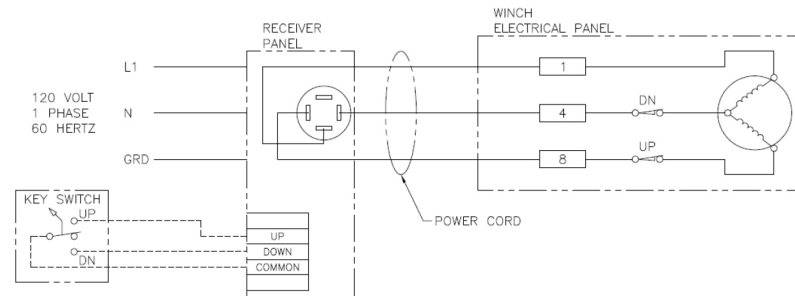 WINCH
ELECTRICAL PANEL
RECEIVER
PANEL
L1
1
120 VOLT
1 PHASE
60 HERTZ
N
4
DN
GRD
8
UP
KEY SWITCH
UP
DN
UP
DOWN
COMMON
POWER CORD